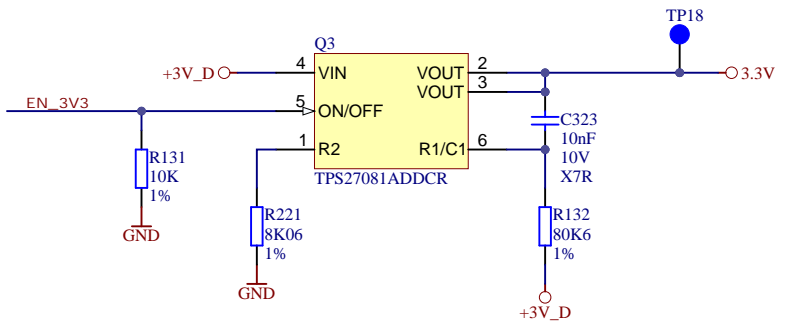 TP18
Q3
+3V_D
4
VIN
VOUT
2
3.3V
VOUT
3
EN_3V3
5
ON/OFF
C323
10nF
10V
X7R
1
R2
R1/C1
6
R131
10K
1%
TPS27081ADDCR
GND
R221
8K06
1%
R132
80K6
1%
GND
+3V_D